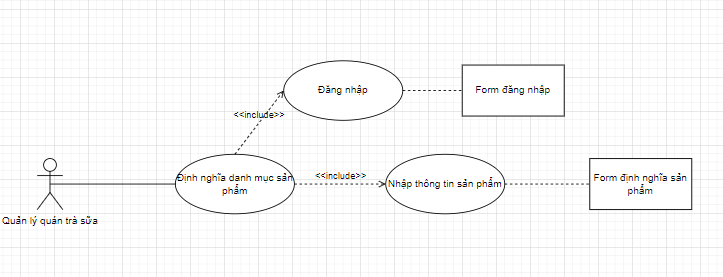 Đăng nhập
Form đăng nhập
<<include>>
Định nghĩa danh mục sản
phẩm
<<include>>
Nhập thông tin sản phẩm
Form định nghĩa sản
phẩm
Quản lý quán trà sữa